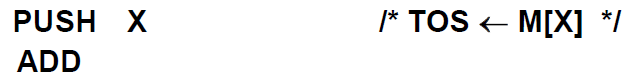 PUSH X /* TOS ← M[X] */
ADD